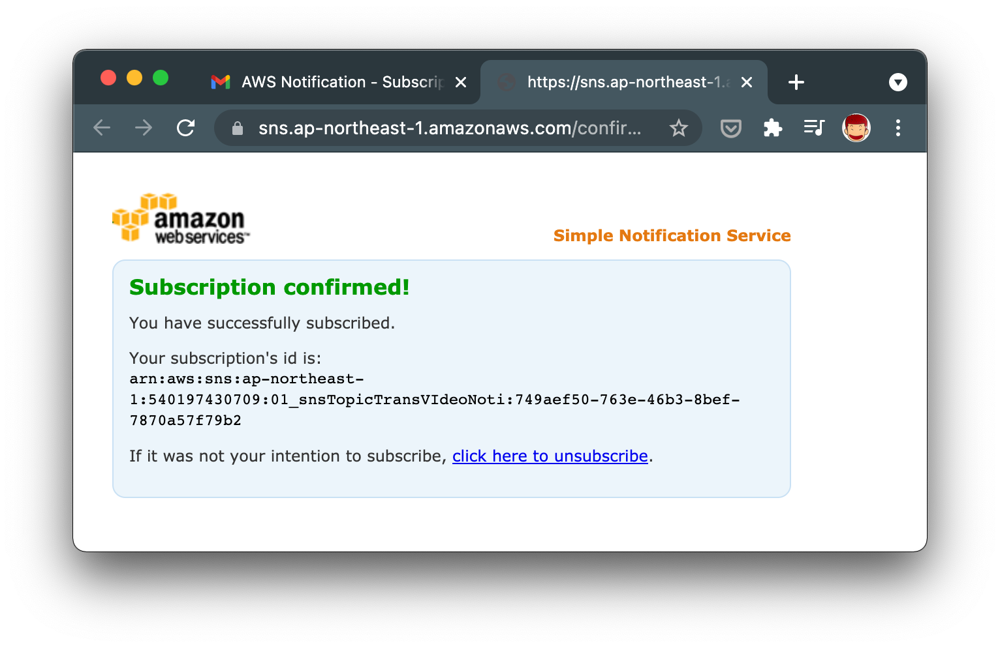 AWS Notification - Subscrip
https://sns.ap-northeast-1.a
sns.ap-northeast-1.amazonaws.com/confir...
amazon
webservices™
Simple Notification Service
Subscription confirmed!
You have successfully subscribed.
Your subscription's id is:
arn:aws:sns:ap-northeast-
1:540197430709:01_snsTopicTransVIdeoNoti:749aef50-763e-46b3-8bef-
7870a57f79b2
If it was not your intention to subscribe, click here to unsubscribe.